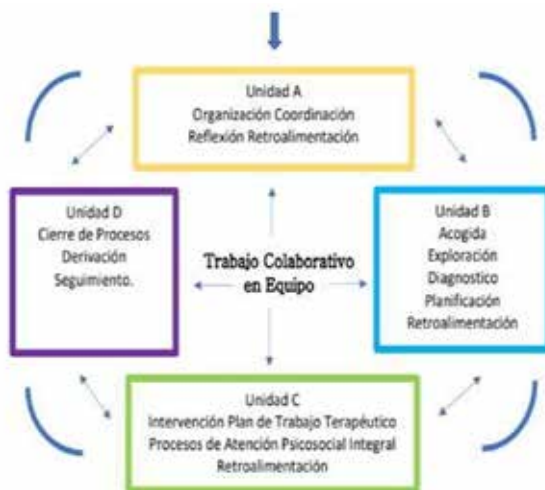 Unidad A
Organización Coordinación
Reflexión Retroalimentación
Unidad D
Cierre de Procesos
Derivación
Seguimiento.
Trabajo Colaborativo
en Equipo
Unidad B
Acogida
Exploración
Diagnostico
Planificación
Retroalimentación
Unidad C
Intervención Plan de Trabajo Terapéutico
Procesos de Atención Psicosocial Integral
Retroalimentación